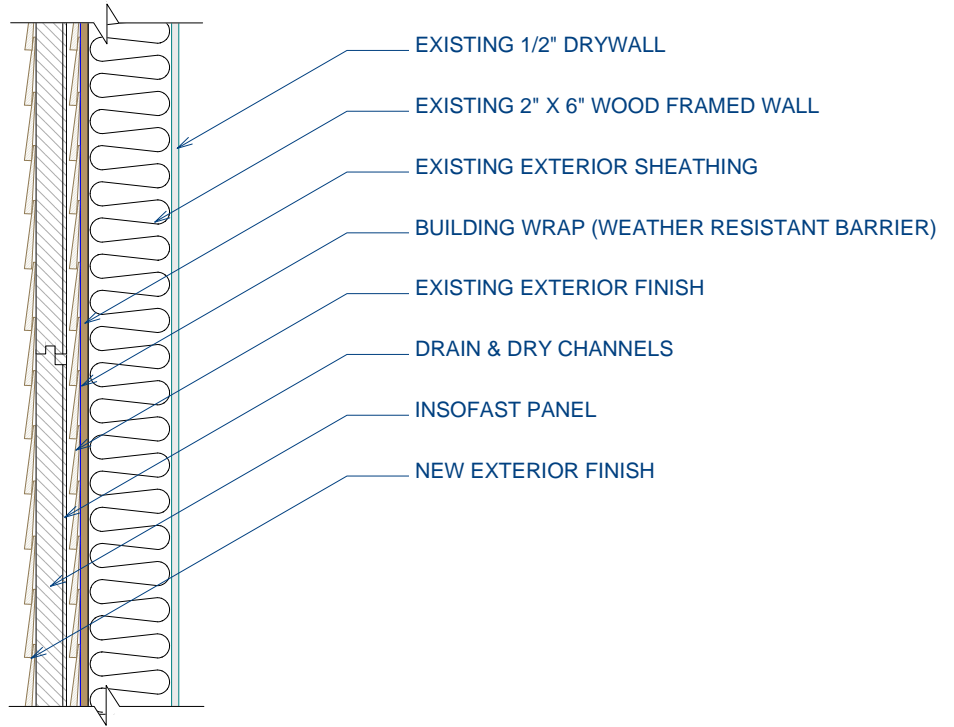 EXISTING 1/2" DRYWALL
EXISTING 2" X 6" WOOD FRAMED WALL
EXISTING EXTERIOR SHEATHING
BUILDING WRAP (WEATHER RESISTANT BARRIER)
EXISTING EXTERIOR FINISH
DRAIN & DRY CHANNELS
INSOFAST PANEL
NEW EXTERIOR FINISH